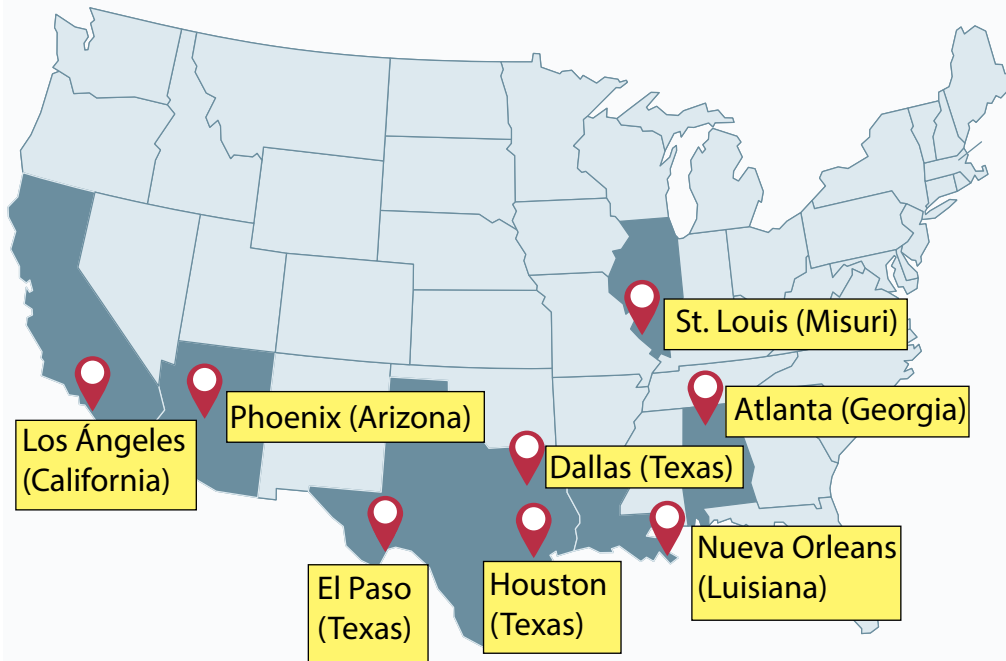 St. Louis (Misuri)
Phoenix (Arizona)
Atlanta (Georgia)
Los Ángeles
(California)
Dallas (Texas)
Nueva Orleans
(Luisiana)
El Paso
(Texas)
Houston
(Texas)